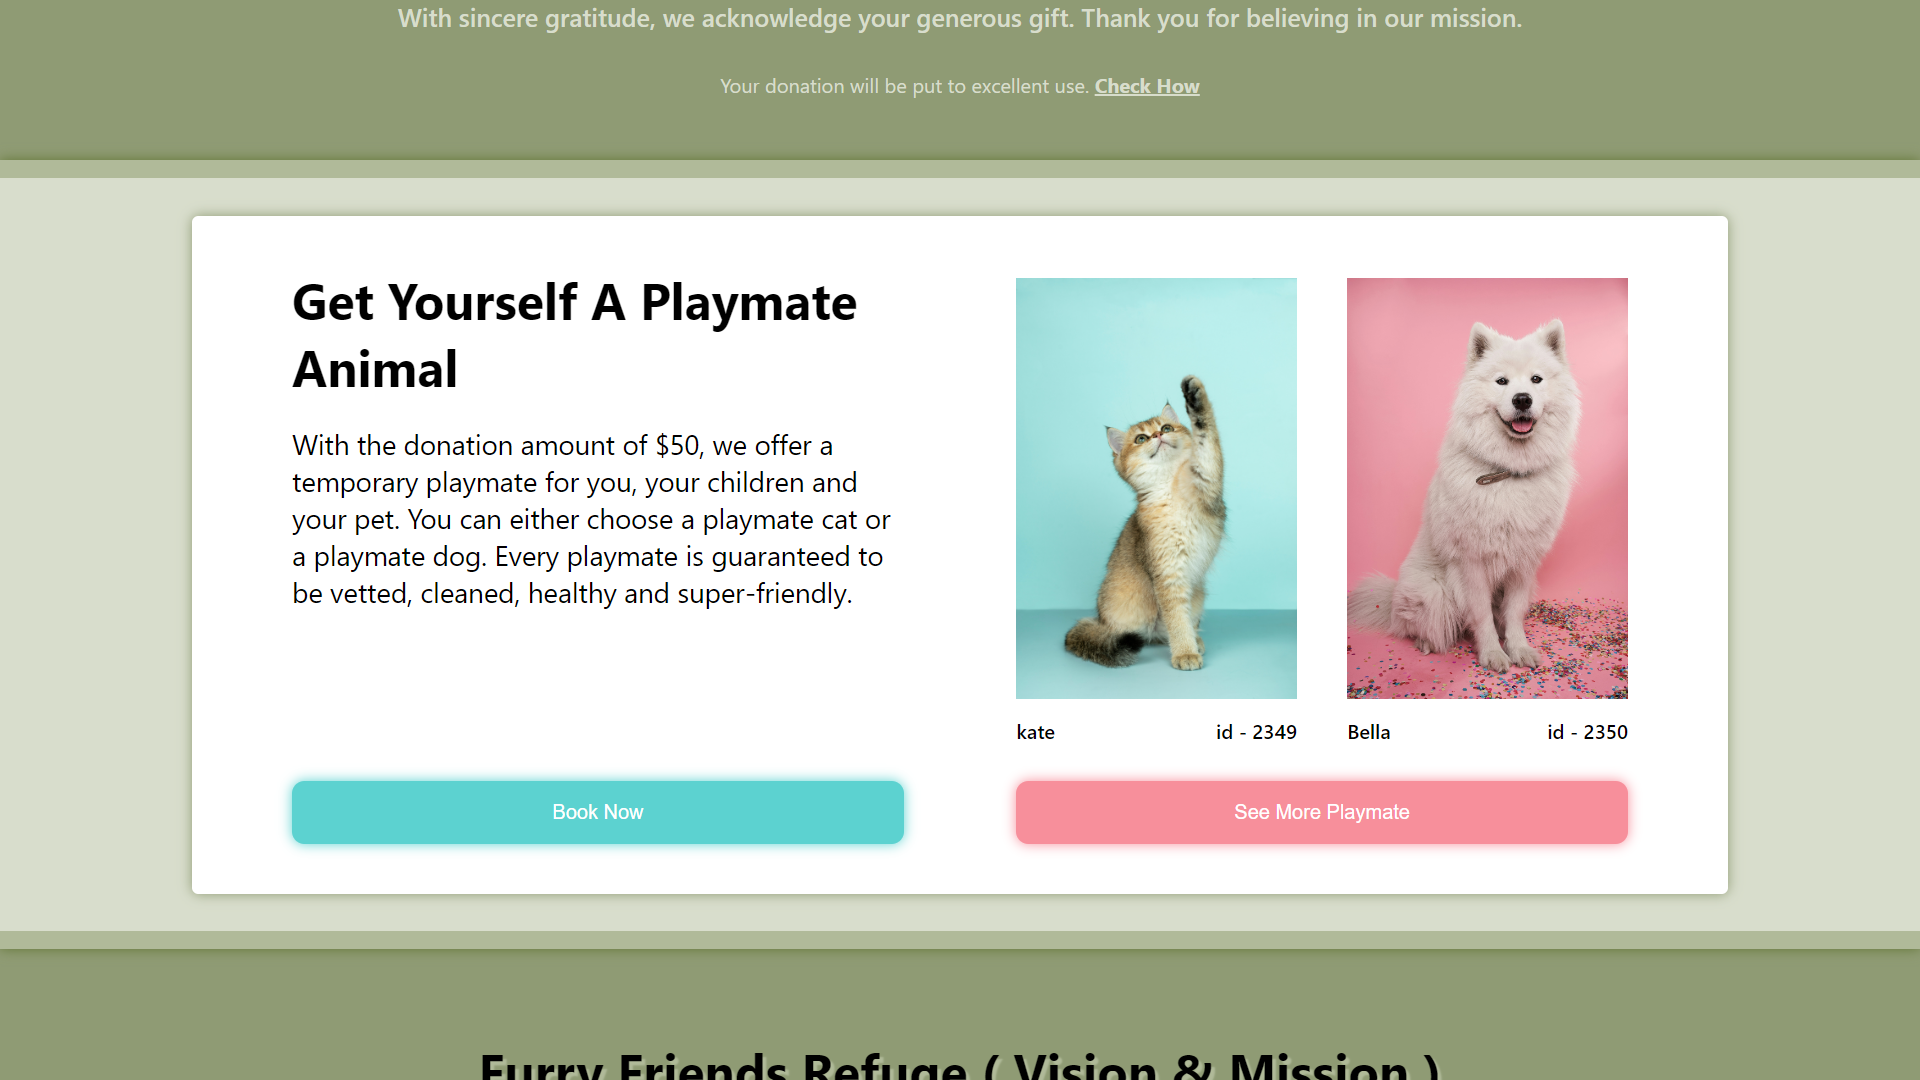 With sincere gratitude, we acknowledge your generous gift. Thank you for believing in our mission.
Your donation will be put to excellent use. Check How
Get Yourself A Playmate
Animal
With the donation amount of $50, we offer a
temporary playmate for you, your children and
your pet. You can either choose a playmate cat or
a playmate dog. Every playmate is guaranteed to
be vetted, cleaned, healthy and super-friendly.
kate id - 2349
Bella id - 2350
Book Now
See More Playmate
Furry Friends Refuge ( Vision & Mission )